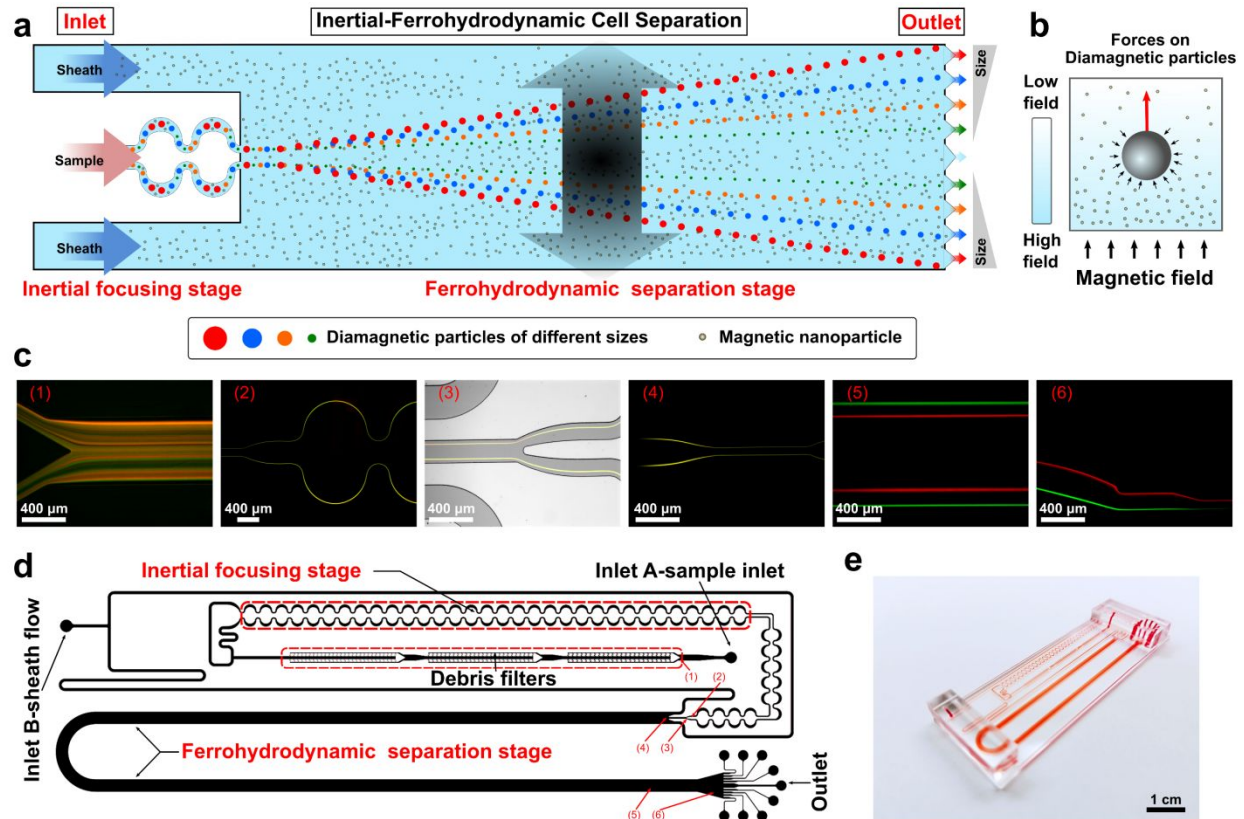 a
Inlet
Inertial-Ferrohydrodynamic Cell Separation
Outlet
Sheath
Sample
Sheath
Size
Size
Inertial focusing stage
Ferrohydrodynamic separation stage
Diamagnetic particles of different sizes
Magnetic nanoparticle
b
Forces on
Diamagnetic particles
Low
field
High
field
Magnetic field
c
(1)
400 µm
(2)
400 µm
(3)
400 µm
(4)
400 µm
(5)
400 µm
(6)
400 µm
d
Inertial focusing stage
Inlet A-sample inlet
Inlet B-sheath flow
Debris filters
(1)
(2)
Ferrohydrodynamic separation stage
(4)
(3)
(5)
(6)
Outlet
e
1 cm